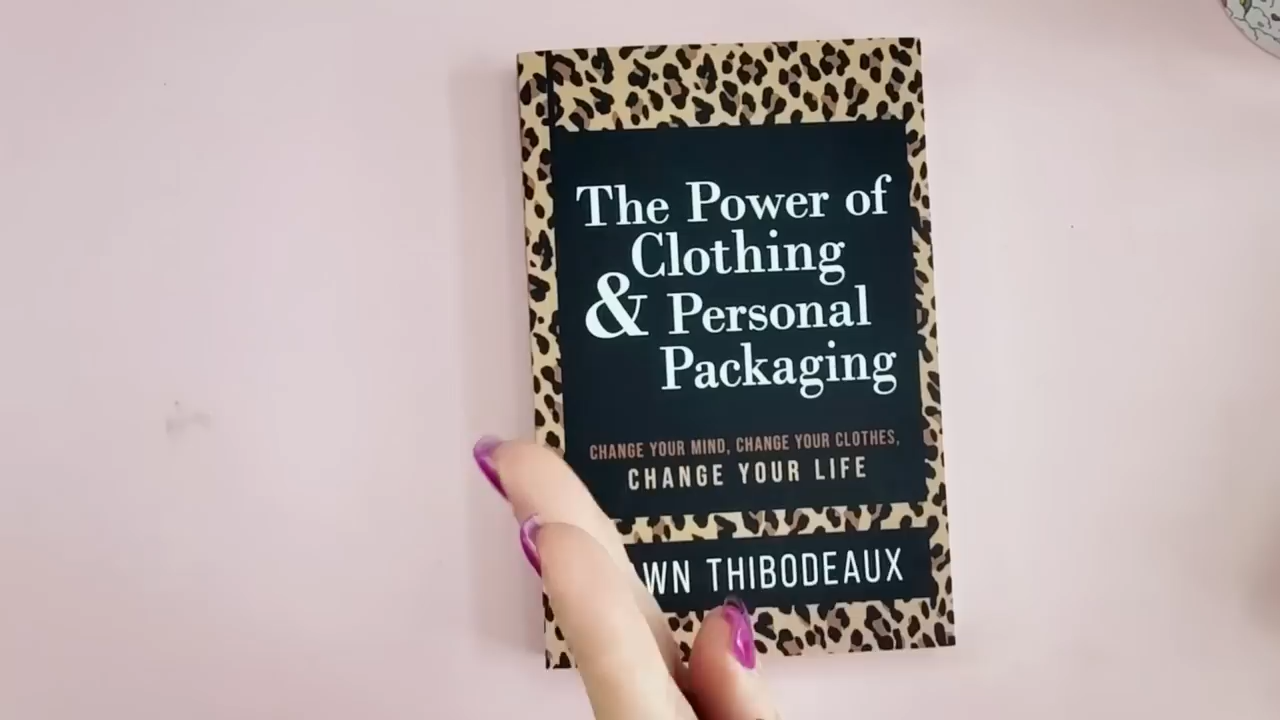 The Power of
Clothing
& Personal
Packaging
CHANGE YOUR MIND, CHANGE YOUR CLOTHES,
CHANGE YOUR LIFE
THIBODEAUX